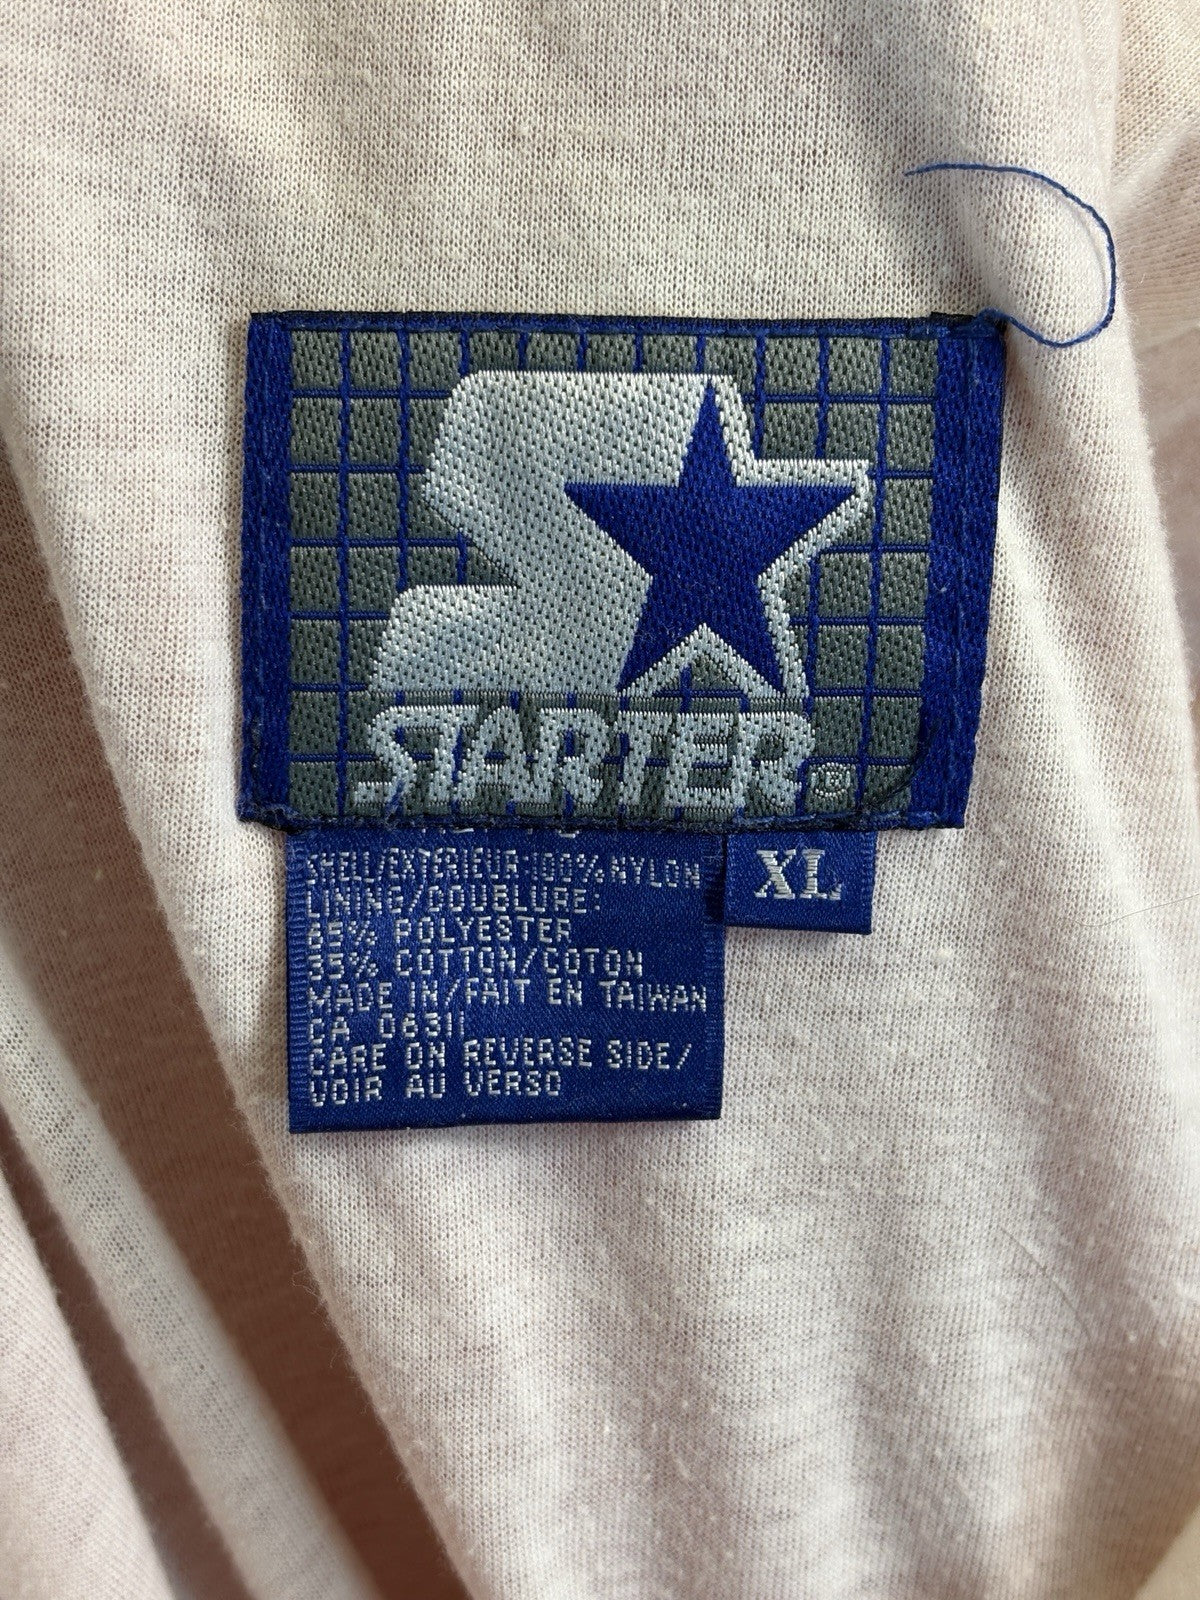 STARTER ®
XL
SHELL/EXTERIEUR:100% NYLON
LINING/DOUBLURE:
65% POLYESTER
35% COTTON/COTON
MADE IN/FAIT EN TAIWAN
CA 06311
CARE ON REVERSE SIDE/
VOIR AU VERSO